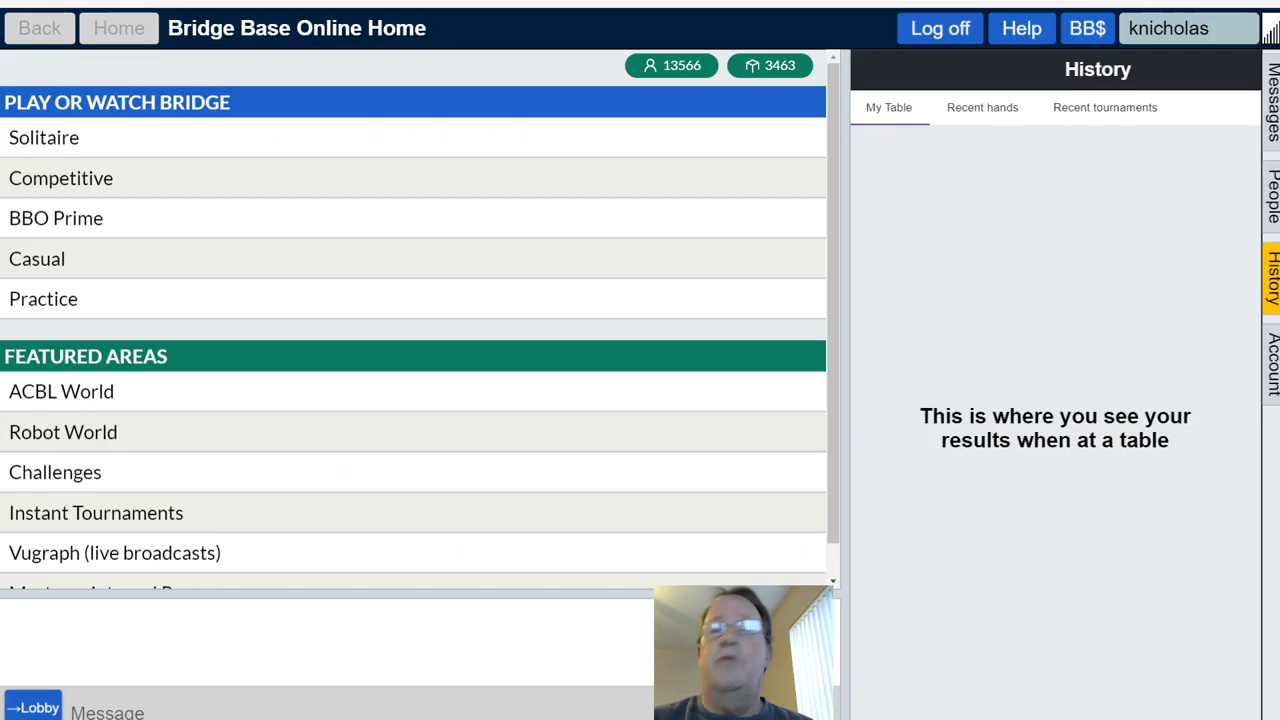 Back
Home
Bridge Base Online Home
Log off
Help
BB$
knicholas
13566
3463
PLAY OR WATCH BRIDGE
Solitaire
Competitive
BBO Prime
Casual
Practice
FEATURED AREAS
ACBL World
Robot World
Challenges
Instant Tournaments
Vugraph (live broadcasts)
→Lobby
Message
History
My Table
Recent hands
Recent tournaments
This is where you see your
results when at a table
Messages
People
History
Account